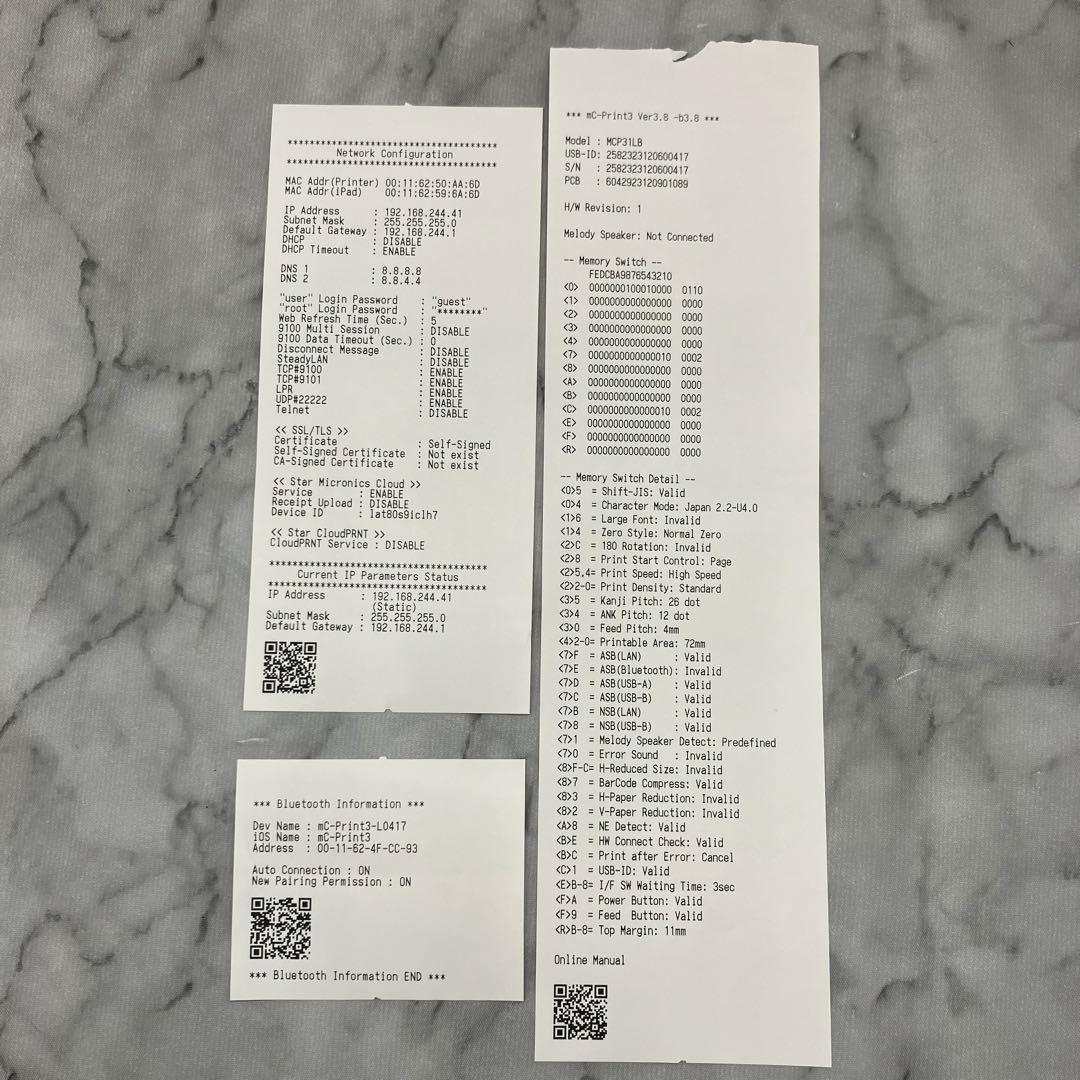 ****************************************
Network Configuration
****************************************
MAC Addr(Printer) 00:11:62:50:AA:6D
MAC Addr(iPad) 00:11:62:59:6A:6D
IP Address : 192.168.244.41
Subnet Mask : 255.255.255.0
Default Gateway : 192.168.244.1
DHCP : DISABLE
DHCP Timeout : ENABLE
DNS 1 : 8.8.8.8
DNS 2 : 8.8.4.4
"user" Login Password : "guest"
"root" Login Password : "********"
Web Refresh Time (Sec.) : 5
9100 Multi Session : DISABLE
9100 Data Timeout (Sec.) : 0
Disconnect Message : DISABLE
SteadyLAN : DISABLE
TCP#9100 : ENABLE
TCP#9101 : ENABLE
LPR : ENABLE
UDP#22222 : ENABLE
Telnet : DISABLE
<< SSL/TLS >>
Certificate : Self-Signed
Self-Signed Certificate : Not exist
CA-Signed Certificate : Not exist
<< Star Micronics Cloud >>
Service : ENABLE
Receipt Upload : DISABLE
Device ID : lat80s9iclh7
<< Star CloudPRNT >>
CloudPRNT Service : DISABLE
****************************************
Current IP Parameters Status
****************************************
IP Address : 192.168.244.41
(Static)
Subnet Mask : 255.255.255.0
Default Gateway : 192.168.244.1
*** Bluetooth Information ***
Dev Name : mC-Print3-L0417
iOS Name : mC-Print3
Address : 00-11-62-4F-CC-93
Auto Connection : ON
New Pairing Permission : ON
*** Bluetooth Information END ***
*** mC-Print3 Ver3.8 -b3.8 ***
Model : MCP31LB
USB-ID: 2582323120600417
S/N : 2582323120600417
PCB : 6042923120901089
H/W Revision: 1
Melody Speaker: Not Connected
-- Memory Switch --
FEDCBA9876543210
<0> 0000000100010000 0110
<1> 0000000000000000 0000
<2> 0000000000000000 0000
<3> 0000000000000000 0000
<4> 0000000000000000 0000
<7> 0000000000000010 0002
<8> 0000000000000000 0000
<A> 0000000000000000 0000
<B> 0000000000000000 0000
<C> 0000000000000010 0002
<E> 0000000000000000 0000
<F> 0000000000000000 0000
<R> 0000000000000000 0000
-- Memory Switch Detail --
<0>5 = Shift-JIS: Valid
<0>4 = Character Mode: Japan 2.2-U4.0
<1>6 = Large Font: Invalid
<1>4 = Zero Style: Normal Zero
<2>C = 180 Rotation: Invalid
<2>8 = Print Start Control: Page
<2>5,4= Print Speed: High Speed
<2>2-0= Print Density: Standard
<3>5 = Kanji Pitch: 26 dot
<3>4 = ANK Pitch: 12 dot
<3>0 = Feed Pitch: 4mm
<4>2-0= Printable Area: 72mm
<7>F = ASB(LAN) : Valid
<7>E = ASB(Bluetooth): Invalid
<7>D = ASB(USB-A) : Valid
<7>C = ASB(USB-B) : Valid
<7>B = NSB(LAN) : Valid
<7>8 = NSB(USB-B) : Valid
<7>1 = Melody Speaker Detect: Predefined
<7>0 = Error Sound : Invalid
<8>F-C= H-Reduced Size: Invalid
<8>7 = BarCode Compress: Valid
<8>3 = H-Paper Reduction: Invalid
<8>2 = V-Paper Reduction: Invalid
<A>8 = NE Detect: Valid
<B>E = HW Connect Check: Valid
<B>C = Print after Error: Cancel
<C>1 = USB-ID: Valid
<E>B-8= I/F SW Waiting Time: 3sec
<F>A = Power Button: Valid
<F>9 = Feed Button: Valid
<R>B-8= Top Margin: 11mm
Online Manual